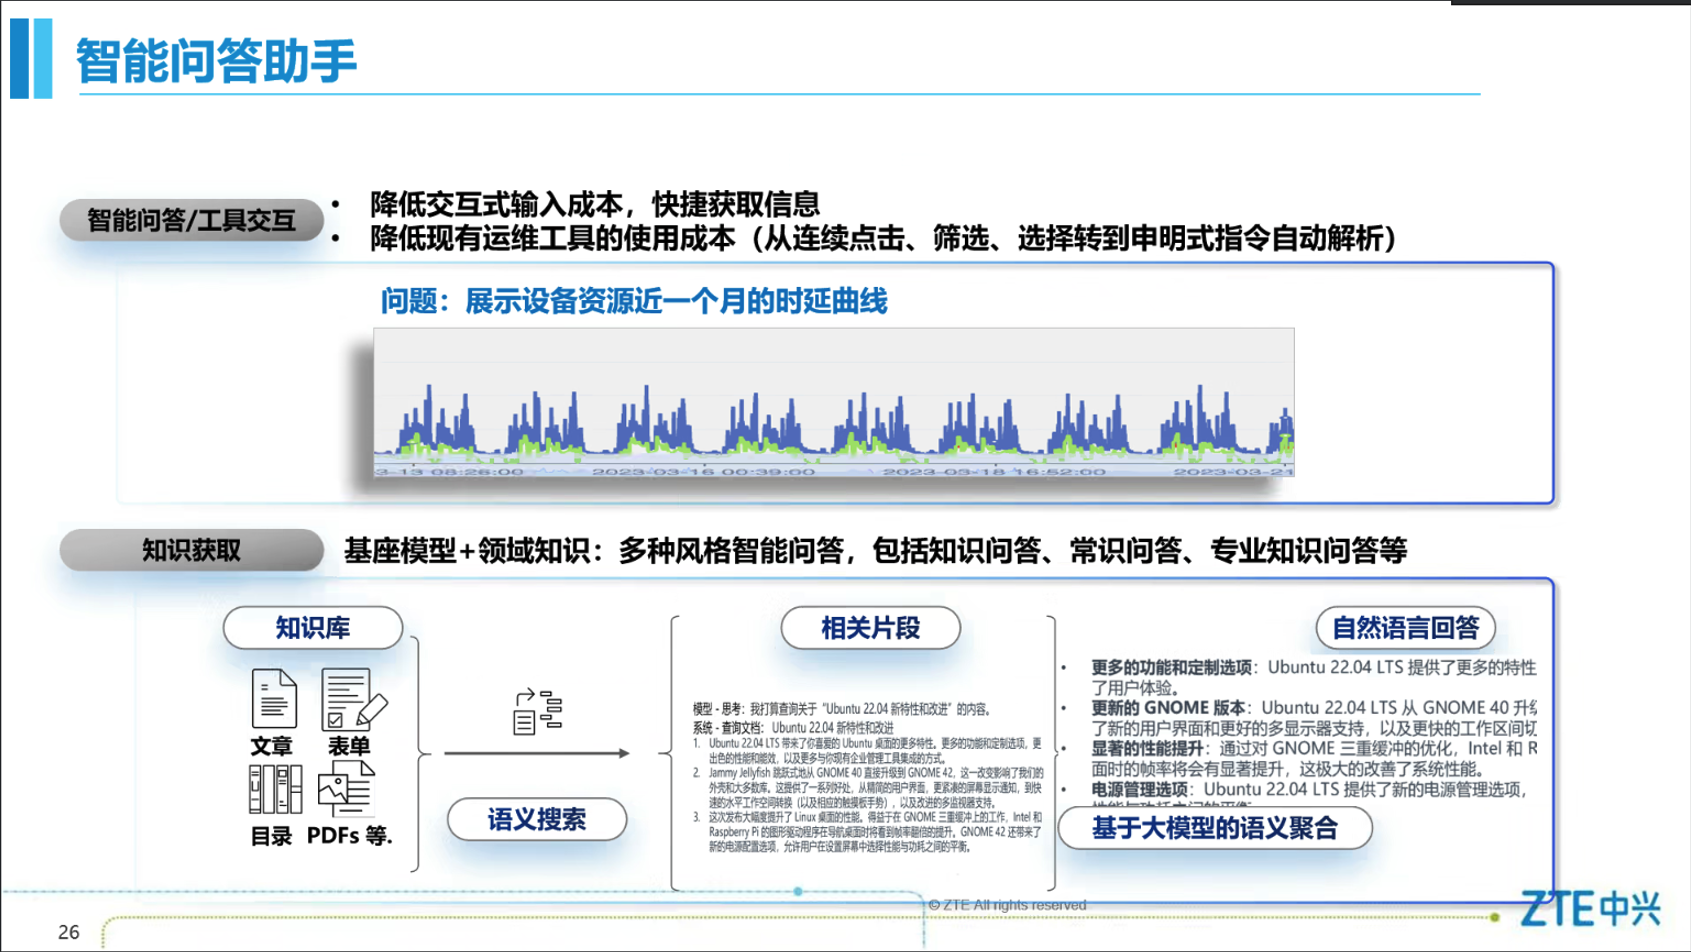 智能问答助手
智能问答/工具交互
• 降低交互式输入成本，快捷获取信息
• 降低现有运维工具的使用成本（从连续点击、筛选、选择转到申明式指令自动解析）
问题：展示设备资源近一个月的时延曲线
3-13 08:26:00 2023-03-16 00:39:00 2023-03-18 16:52:00 2023-03-21
知识获取
基座模型+领域知识：多种风格智能问答，包括知识问答、常识问答、专业知识问答等
知识库
文章 表单
目录 PDFs 等.
语义搜索
相关片段
模型 - 思考：我打算查询关于“Ubuntu 22.04 新特性和改进”的内容。
系统 - 查询文档： Ubuntu 22.04 新特性和改进
1. Ubuntu 22.04 LTS 带来了你喜爱的 Ubuntu 桌面的更多特性。更多的功能和定制选项，更
出色的性能和能效，以及更多与你现有企业管理工具集成的方式。
2. Jammy Jellyfish 跳跃式地从 GNOME 40 直接升级到 GNOME 42，这一改变影响了我们的
外壳和大多数库。这提供了一系列好处，从精简的用户界面，更紧凑的屏幕显示通知，到快
速的水平工作空间转换（以及相应的触摸板手势），以及改进的多监视器支持。
3. 这次发布大幅度提升了 Linux 桌面的性能。得益于在 GNOME 三重缓冲上的工作，Intel 和
Raspberry Pi 的图形驱动程序在导航桌面时将看到帧翻倍的提升。GNOME 42 还带来了
新的电源配置选项，允许用户在设置屏幕中选择性能与功耗之间的平衡。
自然语言回答
• 更多的功能和定制选项：Ubuntu 22.04 LTS 提供了更多的特性
了用户体验。
• 更新的 GNOME 版本：Ubuntu 22.04 LTS 从 GNOME 40 升级
了新的用户界面和更好的多显示器支持，以及更快的工作区间切
• 显著的性能提升：通过对 GNOME 三重缓冲的优化，Intel 和 R
面时的帧率将会有显著提升，这极大的改善了系统性能。
• 电源管理选项：Ubuntu 22.04 LTS 提供了新的电源管理选项，
基于大模型的语义聚合
© ZTE All rights reserved
ZTE中兴
26